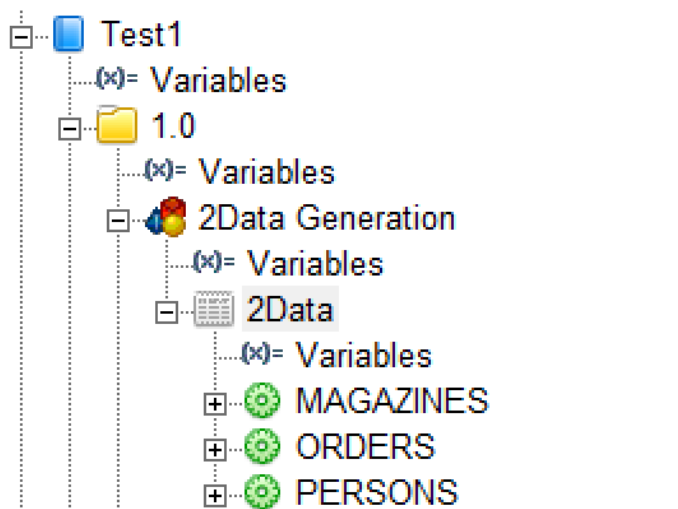 Test1
(x)= Variables
1.0
(x)= Variables
2Data Generation
(x)= Variables
2Data
(x)= Variables
MAGAZINES
ORDERS
PERSONS